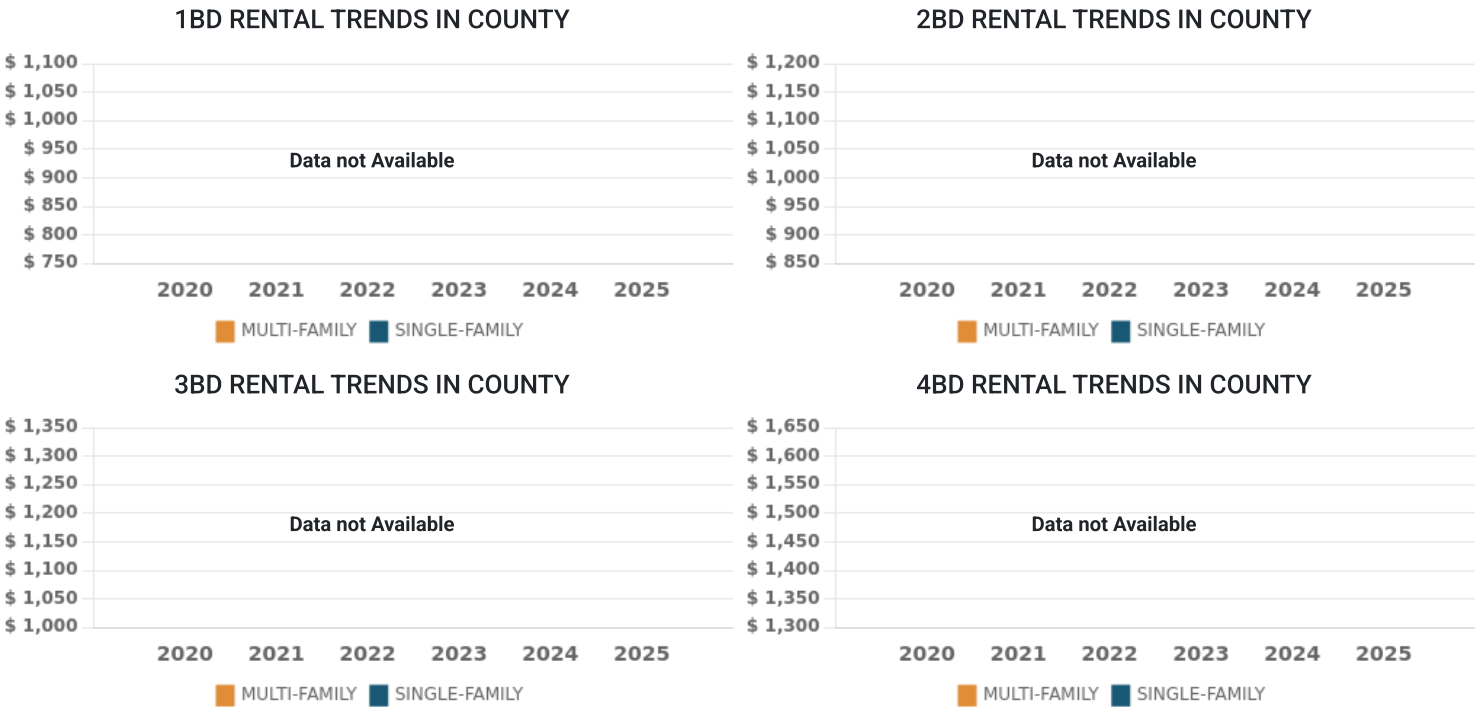 1BD RENTAL TRENDS IN COUNTY
$ 1,100
$ 1,050
$ 1,000
$ 950
$ 900
$ 850
$ 800
$ 750
Data not Available
2020 2021 2022 2023 2024 2025
MULTI-FAMILY SINGLE-FAMILY
2BD RENTAL TRENDS IN COUNTY
$ 1,200
$ 1,150
$ 1,100
$ 1,050
$ 1,000
$ 950
$ 900
$ 850
Data not Available
2020 2021 2022 2023 2024 2025
MULTI-FAMILY SINGLE-FAMILY
3BD RENTAL TRENDS IN COUNTY
$ 1,350
$ 1,300
$ 1,250
$ 1,200
$ 1,150
$ 1,100
$ 1,050
$ 1,000
Data not Available
2020 2021 2022 2023 2024 2025
MULTI-FAMILY SINGLE-FAMILY
4BD RENTAL TRENDS IN COUNTY
$ 1,650
$ 1,600
$ 1,550
$ 1,500
$ 1,450
$ 1,400
$ 1,350
$ 1,300
Data not Available
2020 2021 2022 2023 2024 2025
MULTI-FAMILY SINGLE-FAMILY